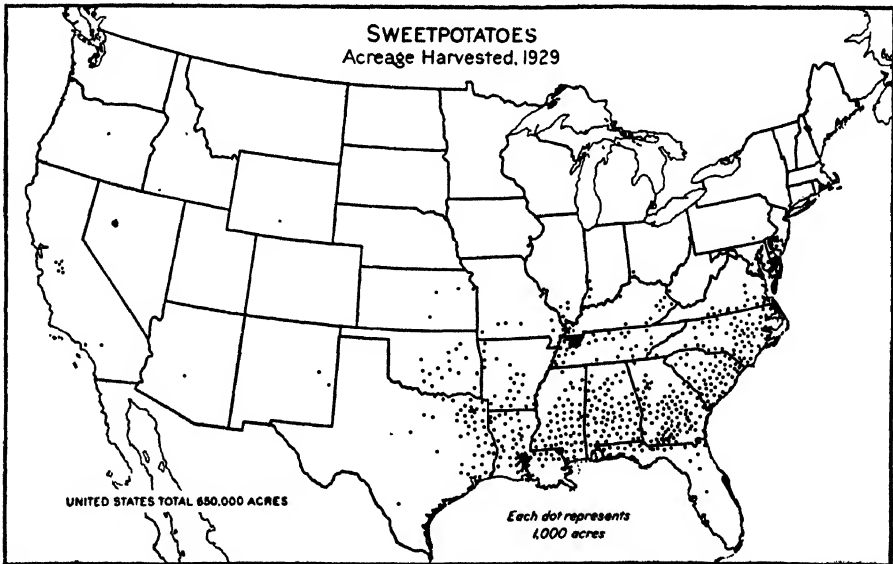 SWEETPOTATOES
Acreage Harvested, 1929
UNITED STATES TOTAL 650,000 ACRES
Each dot represents
1,000 acres